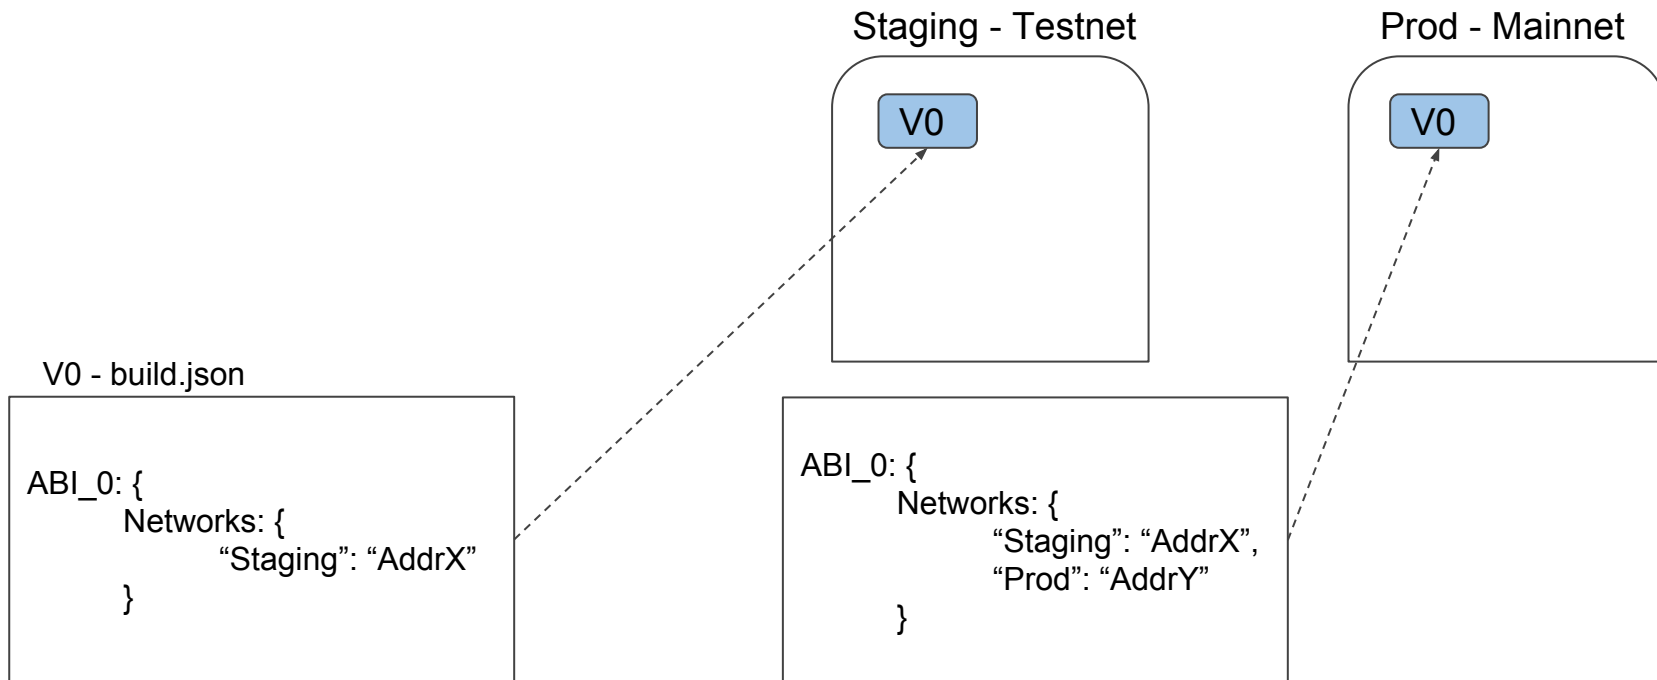 Staging - Testnet
Prod - Mainnet
V0
V0
V0 - build.json
ABI_0: {
Networks: {
“Staging”: “AddrX”
}
ABI_0: {
Networks: {
“Staging”: “AddrX”,
“Prod”: “AddrY”
}